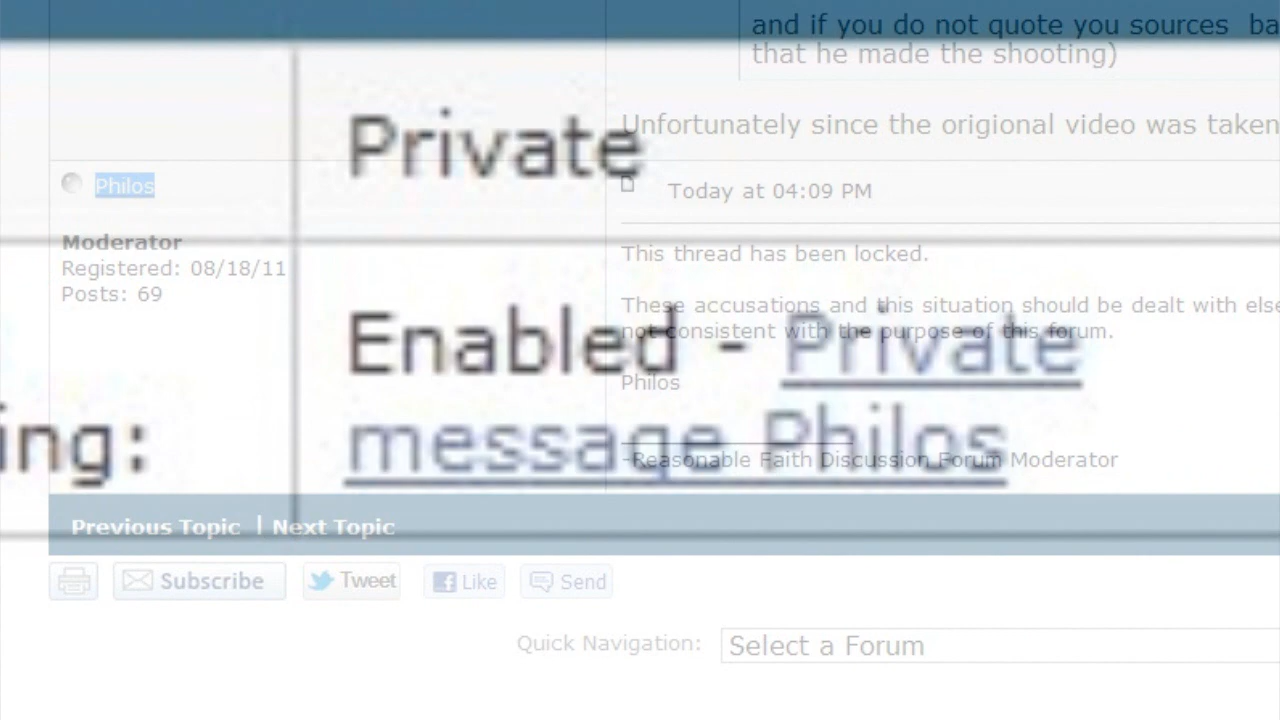 and if you do not quote you sources ba
that he made the shooting)
Private
Unfortunately since the origional video was taken
Philos
Today at 04:09 PM
Moderator
Registered: 08/18/11
Posts: 69
This thread has been locked.
These accusations and this situation should be dealt with else
not consistent with the purpose of this forum.
Enabled - Private
Philos
ing:
message Philos
-Reasonable Faith Discussion Forum Moderator
Previous Topic | Next Topic
Subscribe
Tweet
Like
Send
Quick Navigation:
Select a Forum